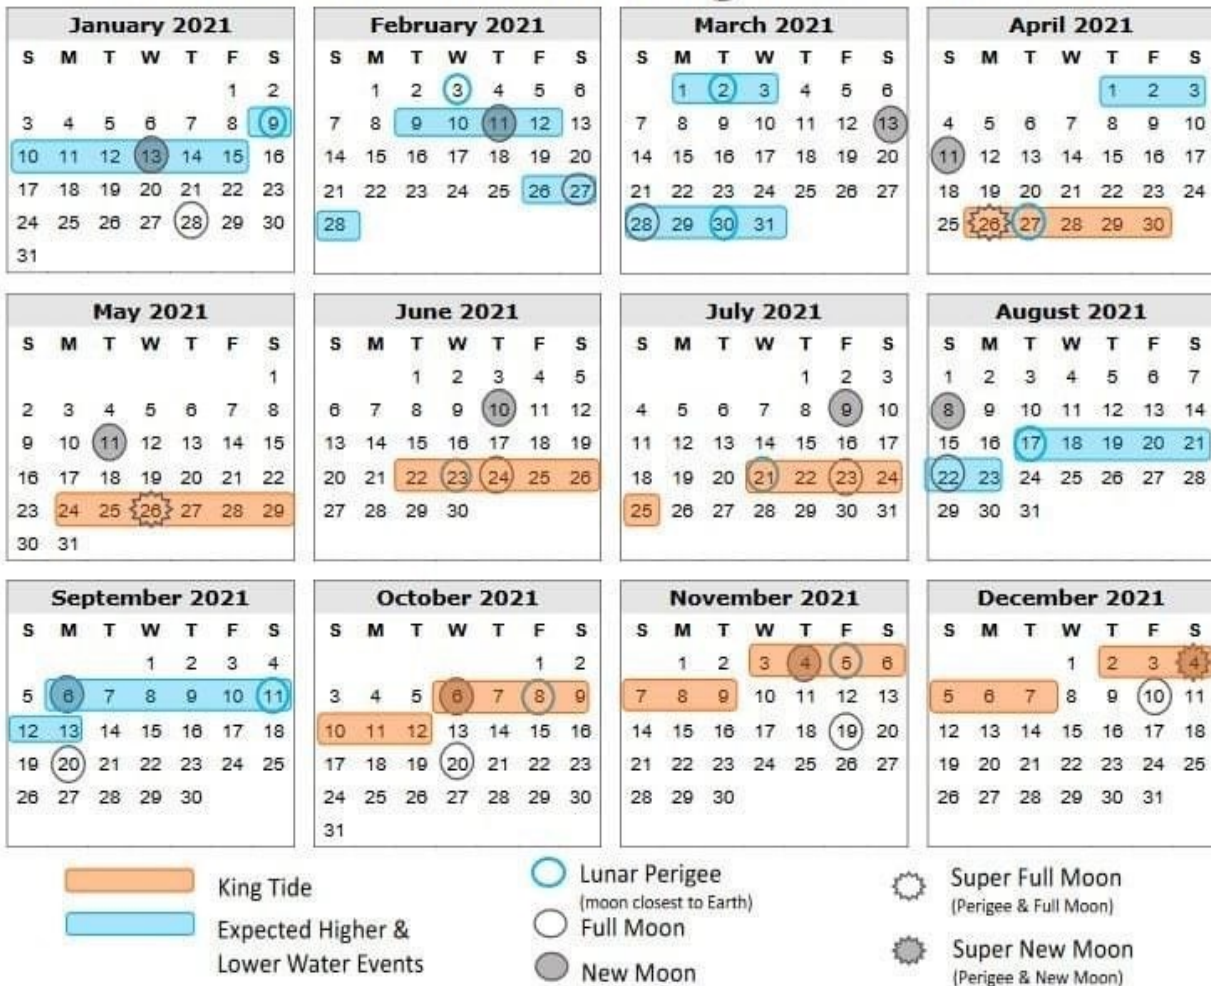 January 2021
S M T W T F S
1 2
3 4 5 6 7 8 9
10 11 12 13 14 15 16
17 18 19 20 21 22 23
24 25 26 27 28 29 30
31
February 2021
S M T W T F S
1 2 3 4 5 6
7 8 9 10 11 12 13
14 15 16 17 18 19 20
21 22 23 24 25 26 27
28
March 2021
S M T W T F S
1 2 3 4 5 6
7 8 9 10 11 12 13
14 15 16 17 18 19 20
21 22 23 24 25 26 27
28 29 30 31
April 2021
S M T W T F S
1 2 3
4 5 6 7 8 9 10
11 12 13 14 15 16 17
18 19 20 21 22 23 24
25 26 27 28 29 30
May 2021
S M T W T F S
1
2 3 4 5 6 7 8
9 10 11 12 13 14 15
16 17 18 19 20 21 22
23 24 25 26 27 28 29
30 31
June 2021
S M T W T F S
1 2 3 4 5
6 7 8 9 10 11 12
13 14 15 16 17 18 19
20 21 22 23 24 25 26
27 28 29 30
July 2021
S M T W T F S
1 2 3
4 5 6 7 8 9 10
11 12 13 14 15 16 17
18 19 20 21 22 23 24
25 26 27 28 29 30 31
August 2021
S M T W T F S
1 2 3 4 5 6 7
8 9 10 11 12 13 14
15 16 17 18 19 20 21
22 23 24 25 26 27 28
29 30 31
September 2021
S M T W T F S
1 2 3 4
5 6 7 8 9 10 11
12 13 14 15 16 17 18
19 20 21 22 23 24 25
26 27 28 29 30
October 2021
S M T W T F S
1 2
3 4 5 6 7 8 9
10 11 12 13 14 15 16
17 18 19 20 21 22 23
24 25 26 27 28 29 30
31
November 2021
S M T W T F S
1 2 3 4 5 6
7 8 9 10 11 12 13
14 15 16 17 18 19 20
21 22 23 24 25 26 27
28 29 30
December 2021
S M T W T F S
1 2 3 4
5 6 7 8 9 10 11
12 13 14 15 16 17 18
19 20 21 22 23 24 25
26 27 28 29 30 31
King Tide
Expected Higher &
Lower Water Events
Lunar Perigee
(moon closest to Earth)
Full Moon
New Moon
Super Full Moon
(Perigee & Full Moon)
Super New Moon
(Perigee & New Moon)